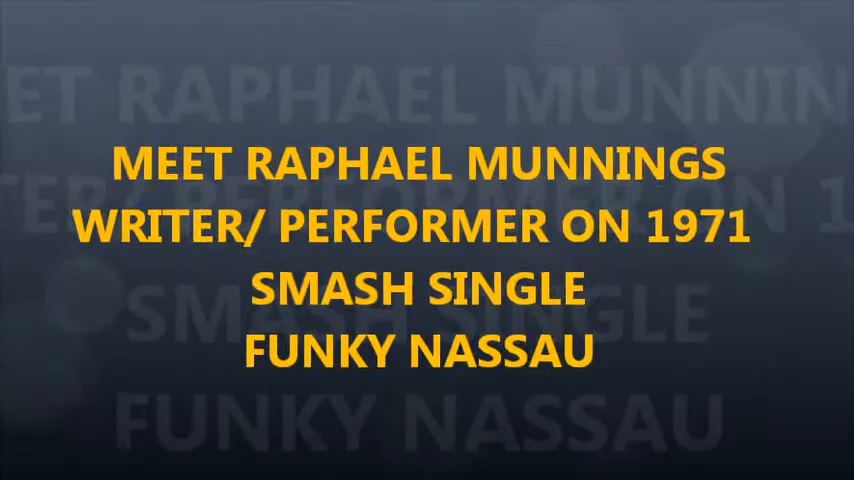 MEET RAPHAEL MUNNINGS
WRITER/ PERFORMER ON 1971
SMASH SINGLE
FUNKY NASSAU